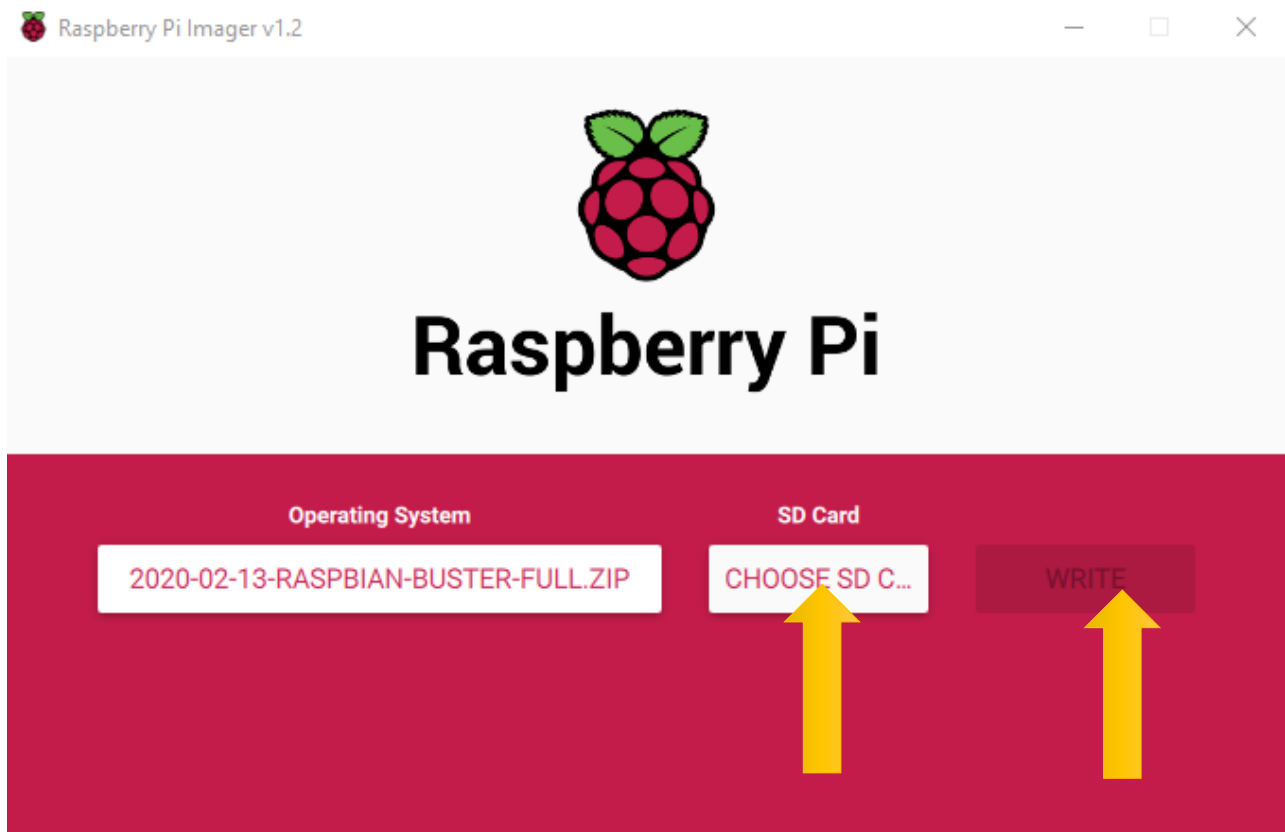 Raspberry Pi Imager v1.2
Raspberry Pi
Operating System
SD Card
2020-02-13-RASPBIAN-BUSTER-FULL.ZIP
CHOOSE SD C...
WRITE